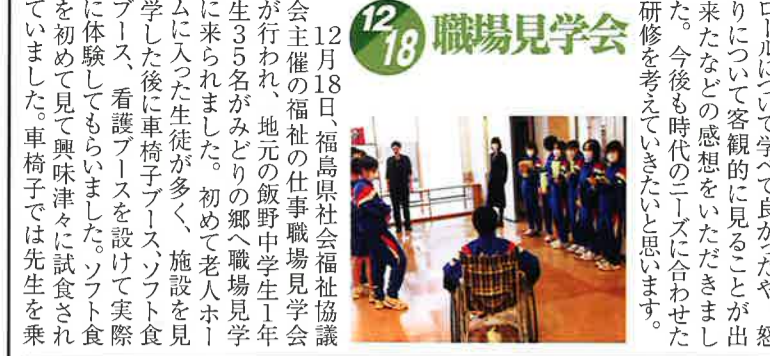 ロールについて学べて良かったや、怒
りについて客観的に見ることが出
来たなどの感想をいただきまし
た。今後も時代のニーズに合わせた
研修を考えていきたいと思います。
12/18 職場見学会
12月18日、福島県社会福祉協議
会主催の福祉の仕事職場見学会
が行われ、地元の飯野中学生1年
生35名がみどりの郷へ職場見学
に来られました。初めて老人ホー
ムに入った生徒が多く、施設を見
学した後に車椅子ブース、ソフト食
ブース、看護ブースを設けて実際
に体験してもらいました。ソフト食
を初めて見て興味津々に試食され
ていました。車椅子では先生を乗